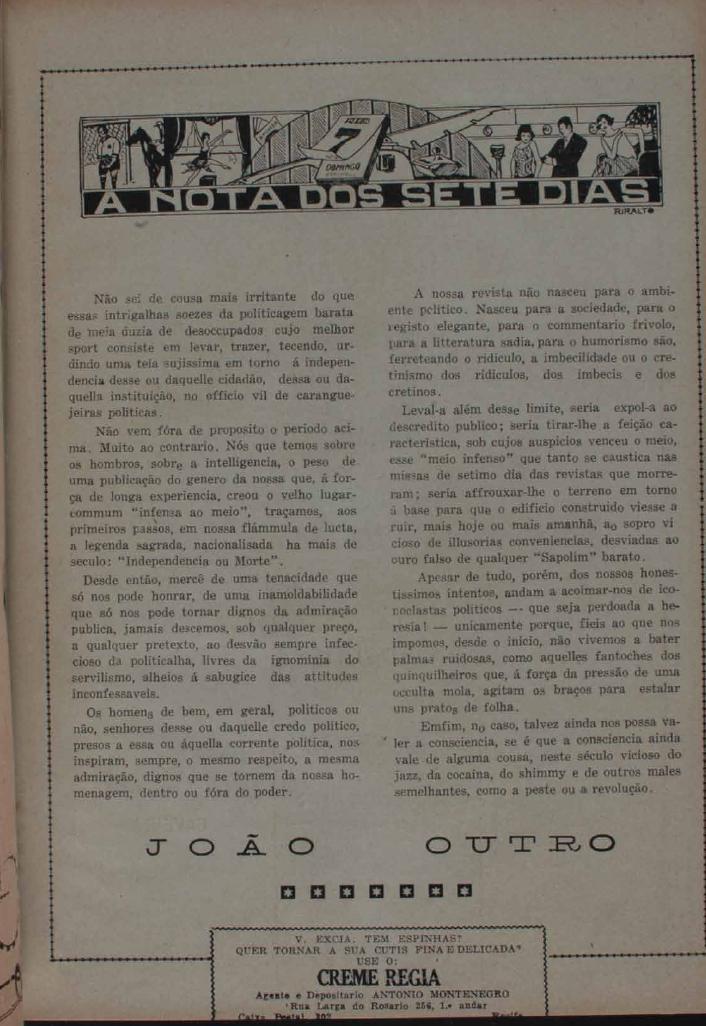 7
DOMINGO
A NOTA DOS SETE DIAS
RIRALTO
Não sei de cousa mais irritante do que
essas intrigalhas soezes da politicagem barata
de meia duzia de desoccupados cujo melhor
sport consiste em levar, trazer, tecendo, ur-
dindo uma teia sujissima em torno á indepen-
dencia desse ou daquelle cidadão, dessa ou da-
quella instituição, no officio vil de carangue-
jeiras politicas.
Não vem fóra de proposito o periodo aci-
ma. Muito ao contrario. Nós que temos sobre
os hombros, sobre a intelligencia, o peso de
uma publicação do genero da nossa que, á for-
ça de longa experiencia, creou o velho lugar-
commum "infensa ao meio", traçamos, aos
primeiros passos, em nossa flámmula de lucta,
a legenda sagrada, nacionalisada ha mais de
seculo: "Independencia ou Morte".
Desde então, mercê de uma tenacidade que
só nos pode honrar, de uma inamoldabilidade
que só nos pode tornar dignos da admiração
publica, jamais descemos, sob qualquer preço,
a qualquer pretexto, ao desvão sempre infec-
cioso da politicalha, livres da ignominia do
servilismo, alheios á sabugice das attitudes
inconfessaveis.
Os homens de bem, em geral, politicos ou
não, senhores desse ou daquelle credo politico,
presos a essa ou áquella corrente politica, nos
inspiram, sempre, o mesmo respeito, a mesma
admiração, dignos que se tornem da nossa ho-
menagem, dentro ou fóra do poder.
A nossa revista não nasceu para o ambi-
ente politico. Nasceu para a sociedade, para o
registo elegante, para o commentario frivolo,
para a litteratura sadia, para o humorismo são,
ferreteando o ridiculo, a imbecilidade ou o cre-
tinismo dos ridiculos, dos imbecis e dos
cretinos.
Leval-a além desse limite, seria expol-a ao
descredito publico; seria tirar-lhe a feição ca-
racteristica, sob cujos auspicios venceu o meio,
esse "meio infenso" que tanto se caustica nas
missas de setimo dia das revistas que morre-
ram; seria affrouxar-lhe o terreno em torno
á base para que o edificio construido viesse a
ruir, mais hoje ou mais amanhã, ao sopro vi
cioso de illusorias conveniencias, desviadas ao
ouro falso de qualquer "Sapolim" barato.
Apesar de tudo, porém, dos nossos hones-
tissimos intentos, andam a acoimar-nos de ico-
noclastas politicos — que seja perdoada a he-
resia! — unicamente porque, fieis ao que nos
impomos, desde o inicio, não vivemos a bater
palmas ruidosas, como aquelles fantoches dos
quinquilheiros que, á força da pressão de uma
occulta mola, agitam os braços para estalar
uns pratos de folha.
Emfim, no caso, talvez ainda nos possa va-
ler a consciencia, se é que a consciencia ainda
vale de alguma cousa, neste século vicioso do
jazz, da cocaina, do shimmy e de outros males
semelhantes, como a peste ou a revolução.
JOÃO OUTRO
V. EXCIA. TEM ESPINHAS?
QUER TORNAR A SUA CUTIS FINA E DELICADA?
USE O:
CREME REGIA
Agente e Depositario ANTONIO MONTENEGRO
Rua Larga do Rosario 256, 1.º andar
Caixa Postal 202 Recife